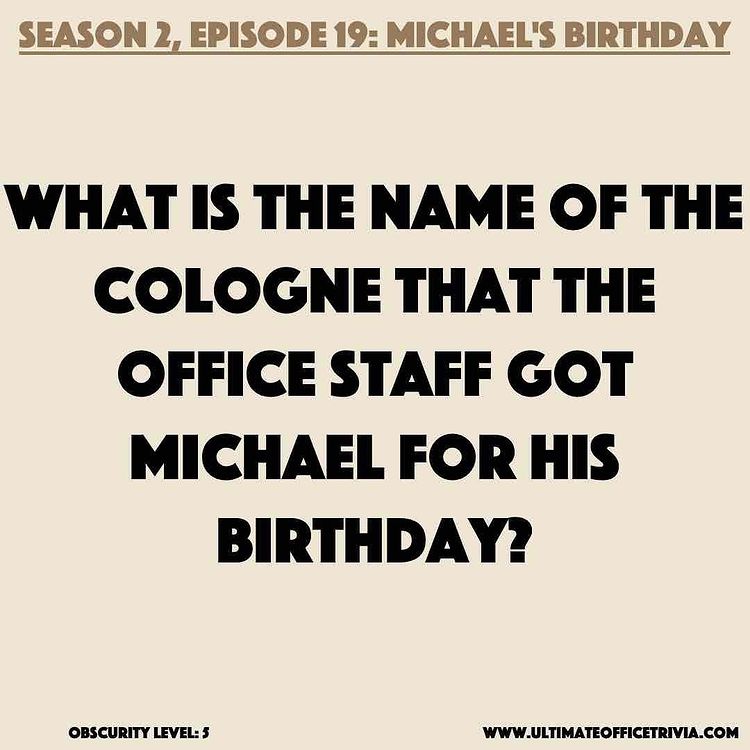 SEASON 2, EPISODE 19: MICHAEL'S BIRTHDAY
WHAT IS THE NAME OF THE
COLOGNE THAT THE
OFFICE STAFF GOT
MICHAEL FOR HIS
BIRTHDAY?
OBSCURITY LEVEL: 5
WWW.ULTIMATEOFFICETRIVIA.COM